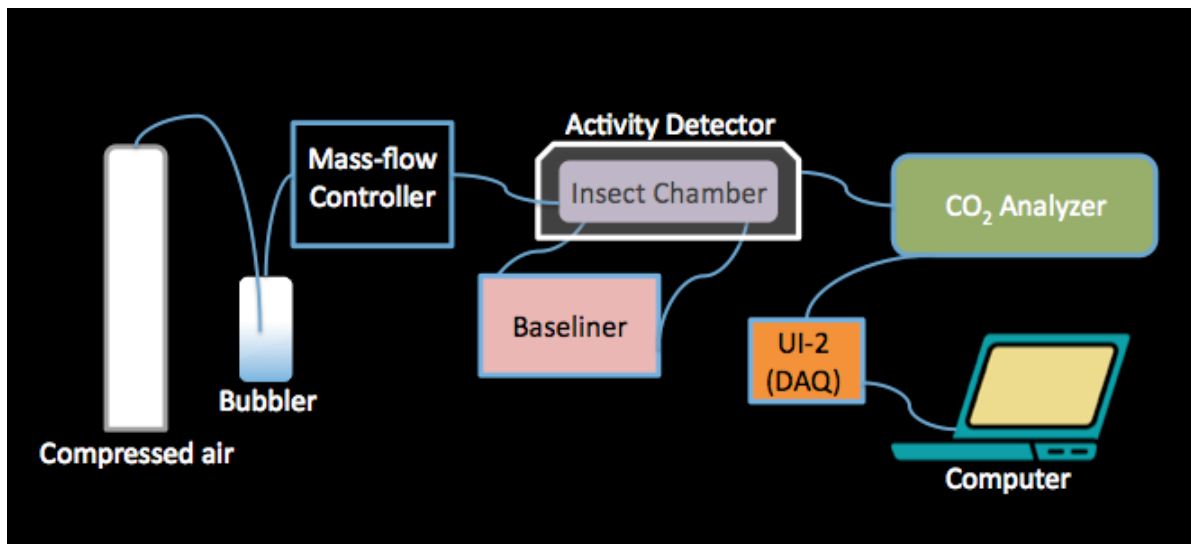 Compressed air
Bubbler
Mass-flow
Controller
Activity Detector
Insect Chamber
Baseliner
CO₂ Analyzer
UI-2
(DAQ)
Computer